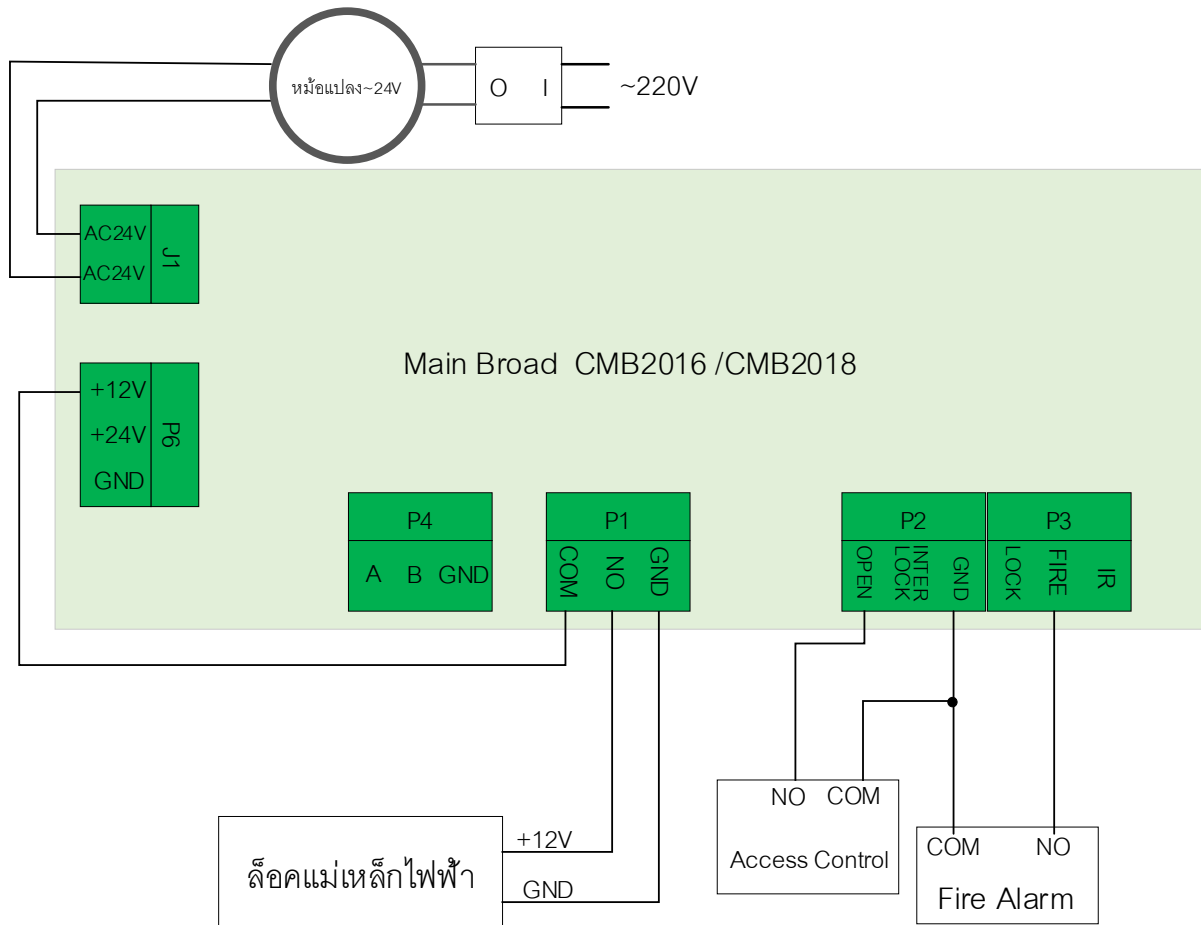 หม้อแปลง~24V
O I
~220V
AC24V
AC24V
J1
Main Broad CMB2016 /CMB2018
+12V
+24V
GND
P6
P4
A B GND
P1
COM
NO
GND
P2
OPEN
INTER
LOCK
GND
P3
LOCK
FIRE
IR
NO COM
Access Control
COM NO
Fire Alarm
+12V
GND
ล็อคแม่เหล็กไฟฟ้า